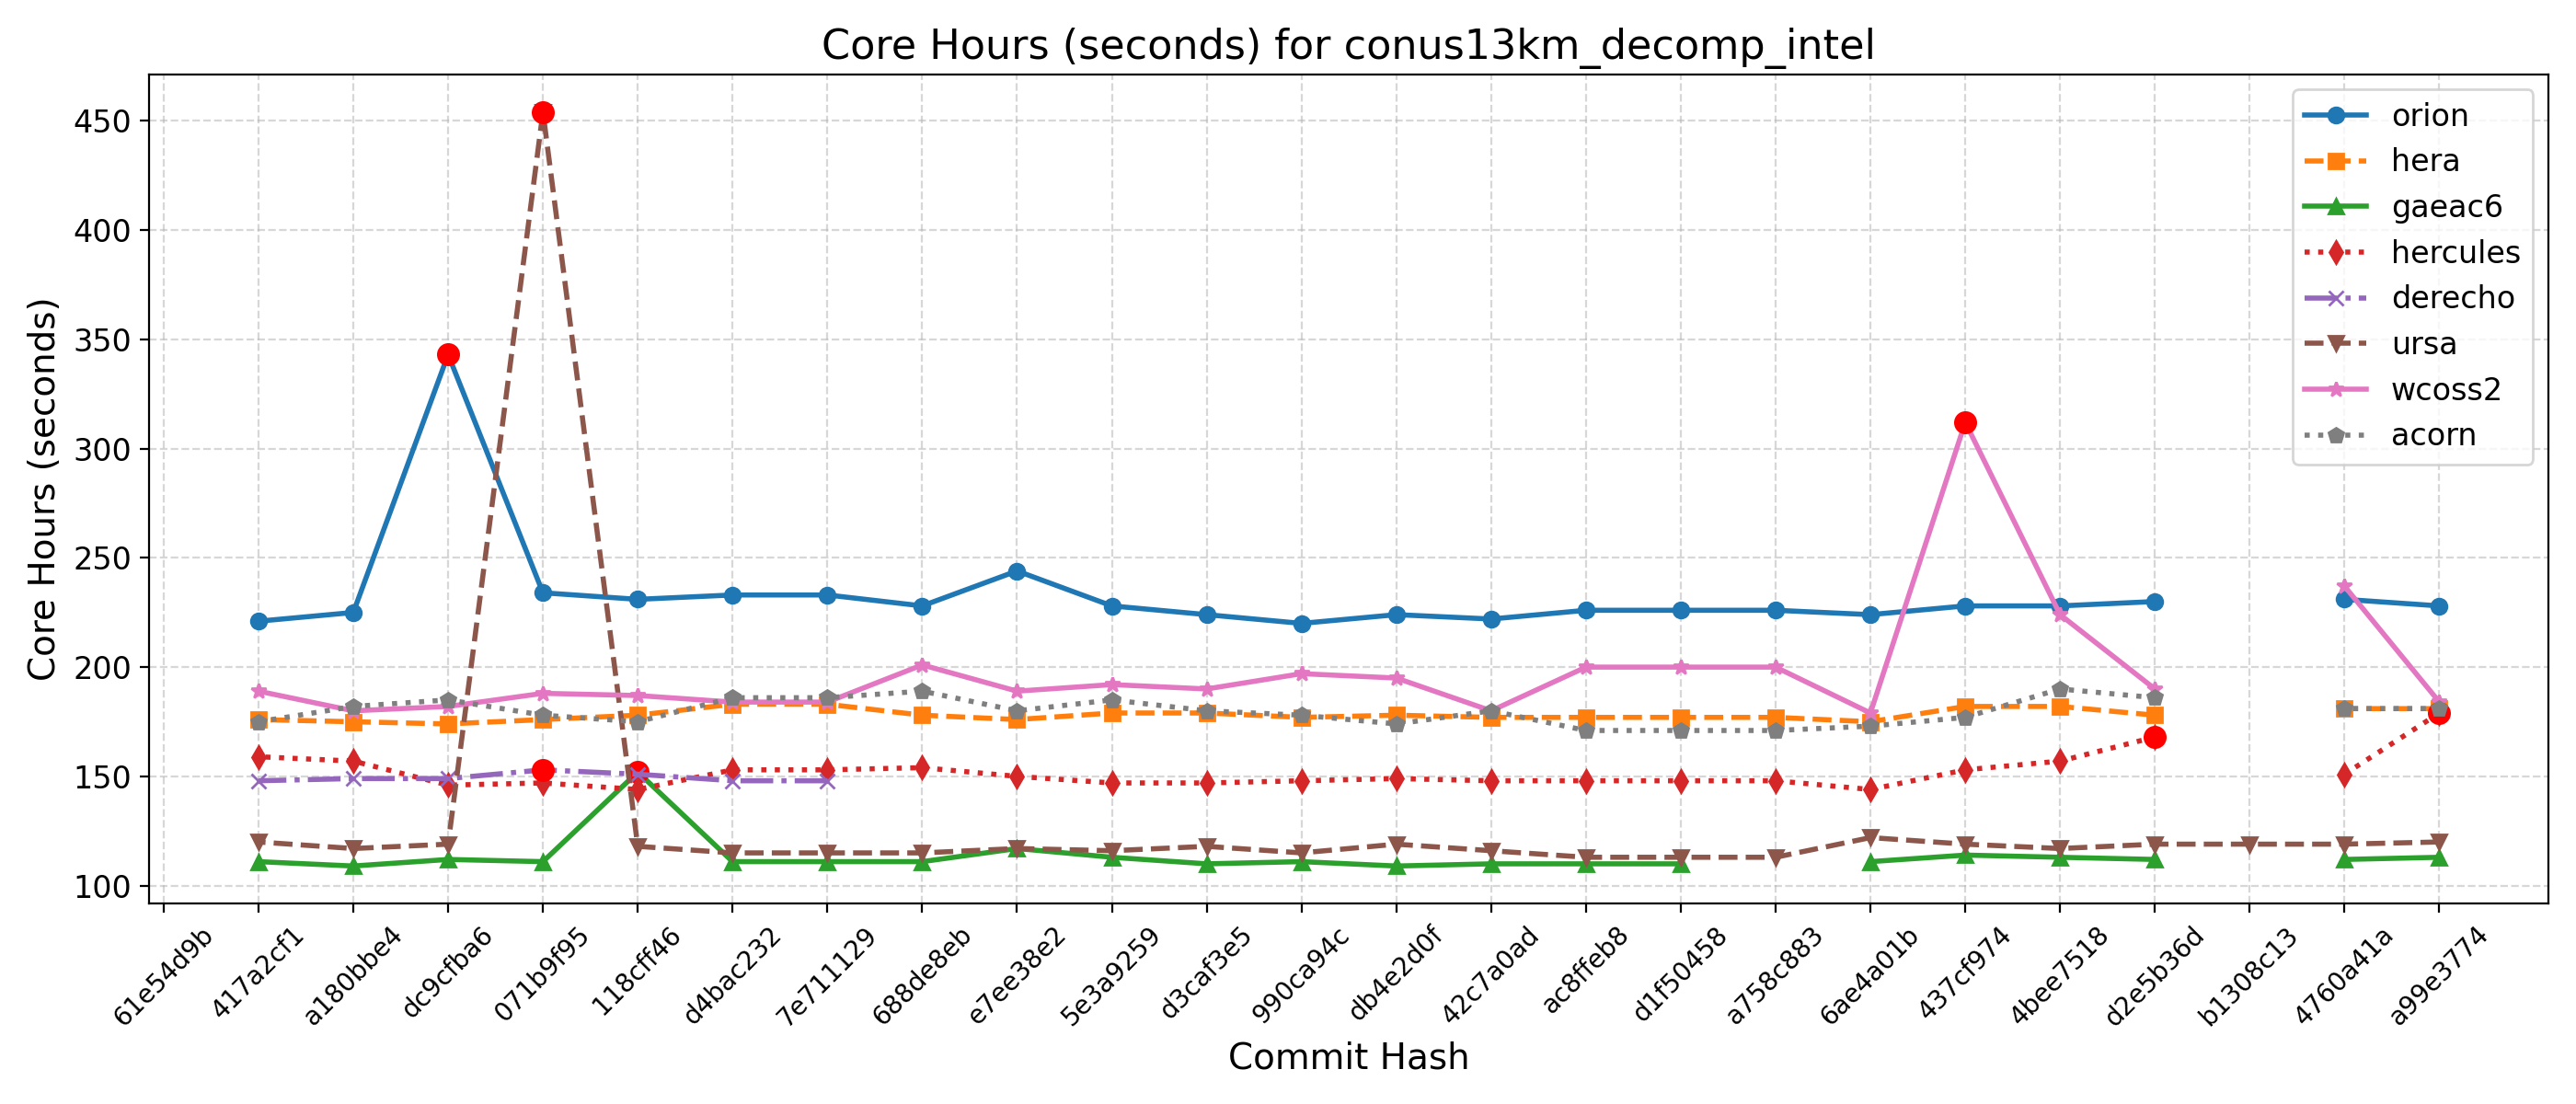 Core Hours (seconds) for conus13km_decomp_intel
Core Hours (seconds)
450
400
350
300
250
200
150
100
orion
hera
gaeac6
hercules
derecho
ursa
wcoss2
acorn
61e54d9b
417a2cf1
a180bbe4
dc9cfba6
071b9f95
118cff46
d4bac232
7e711129
688de8eb
e7ee38e2
5e3a9259
d3caf3e5
990ca94c
db4e2d0f
42c7a0ad
ac8ffeb8
d1f50458
a758c883
6ae4a01b
437cf974
4bee7518
d2e5b36d
b1308c13
4760a41a
a99e3774
Commit Hash